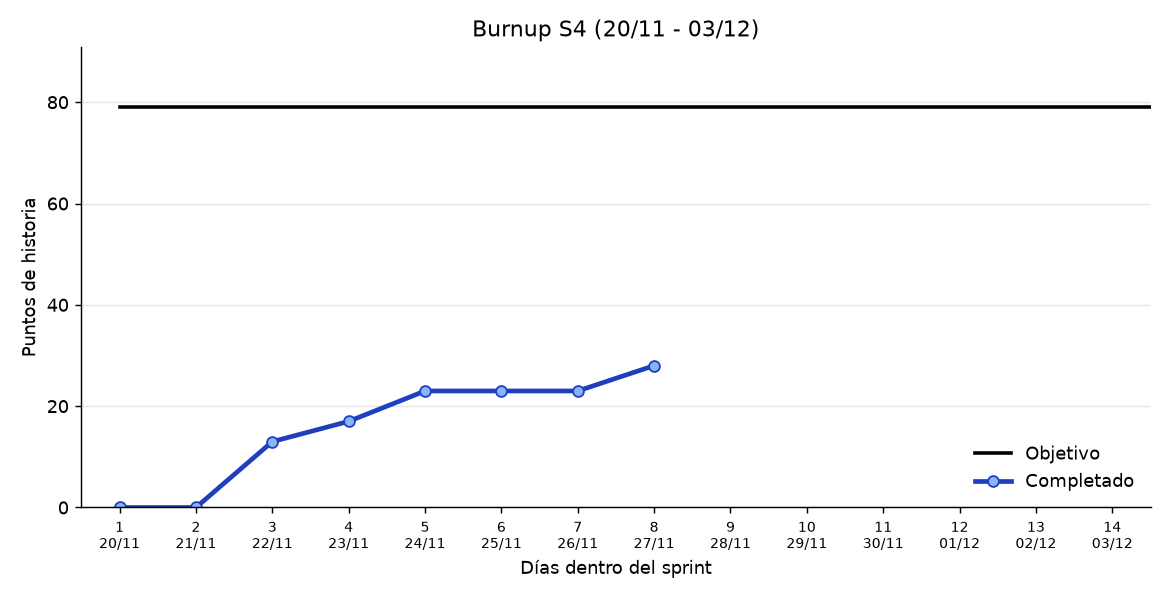 Burnup S4 (20/11 - 03/12)
Puntos de historia
80
60
40
20
0
Objetivo
Completado
1 2 3 4 5 6 7 8 9 10 11 12 13 14
20/11 21/11 22/11 23/11 24/11 25/11 26/11 27/11 28/11 29/11 30/11 01/12 02/12 03/12
Días dentro del sprint